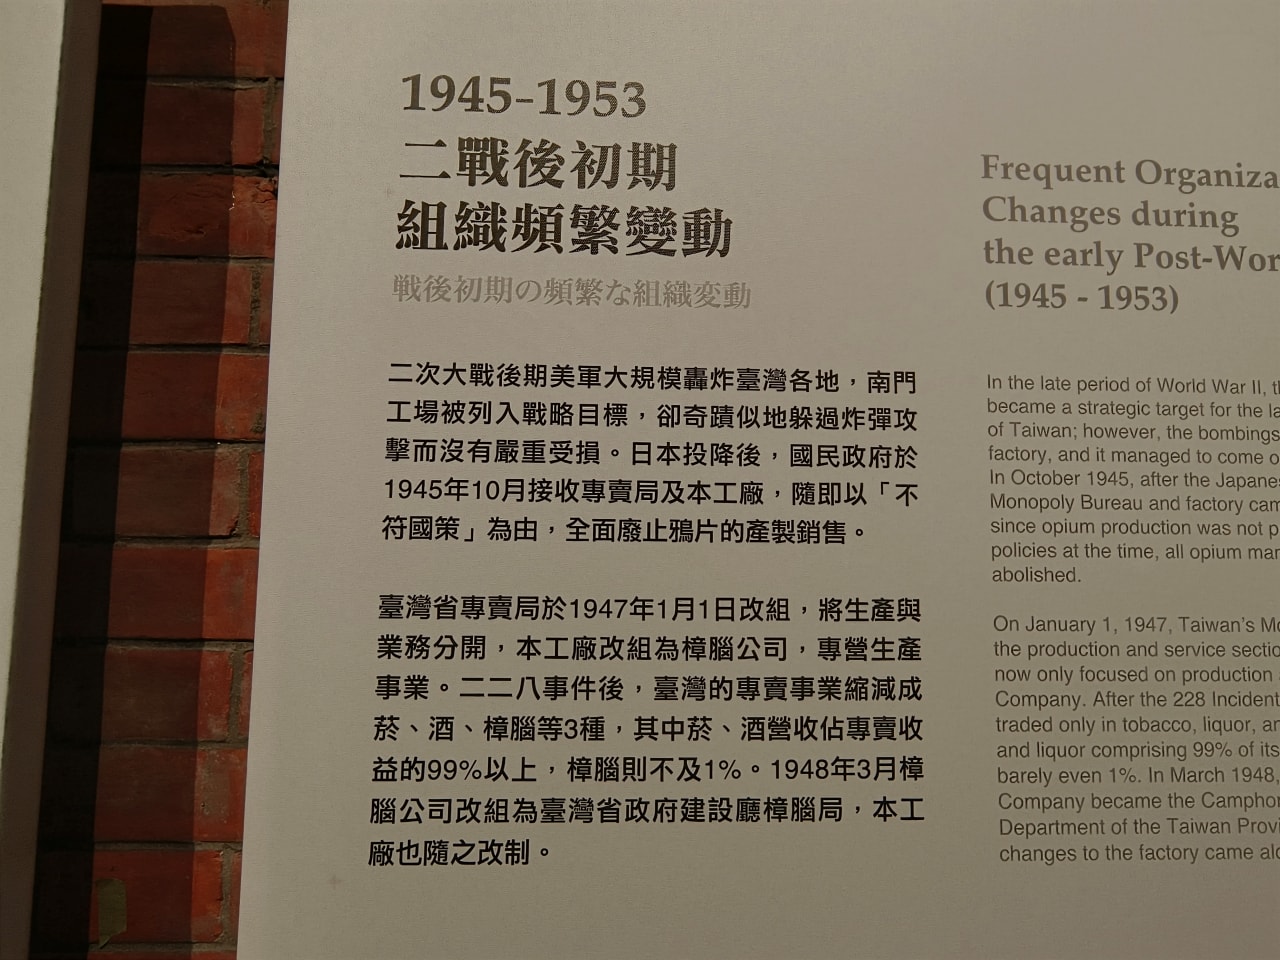 1945-1953
二戰後初期
組織頻繁變動
戦後初期の頻繁な組織変動
二次大戰後期美軍大規模轟炸臺灣各地，南門
工場被列入戰略目標，卻奇蹟似地躲過炸彈攻
擊而沒有嚴重受損。日本投降後，國民政府於
1945年10月接收專賣局及本工廠，隨即以「不
符國策」為由，全面廢止鴉片的產製銷售。
臺灣省專賣局於1947年1月1日改組，將生產與
業務分開，本工廠改組為樟腦公司，專營生產
事業。二二八事件後，臺灣的專賣事業縮減成
菸、酒、樟腦等3種，其中菸、酒營收佔專賣收
益的99%以上，樟腦則不及1%。1948年3月樟
腦公司改組為臺灣省政府建設廳樟腦局，本工
廠也隨之改制。
Frequent
Changes during
the early
(1945 - 1953)
In the late period of World War II,
became a strategic target for the
of Taiwan; however, the bombings
factory, and it managed to come
In October 1945, after the
Monopoly Bureau and factory
since opium production was not
policies at the time, all opium
abolished.
On January 1, 1947, Taiwan's
the production and service
now only focused on production
Company. After the 228 Incident
traded only in tobacco, liquor,
and liquor comprising 99% of its
barely even 1%. In March 1948,
Company became the
Department of the Taiwan
changes to the factory came